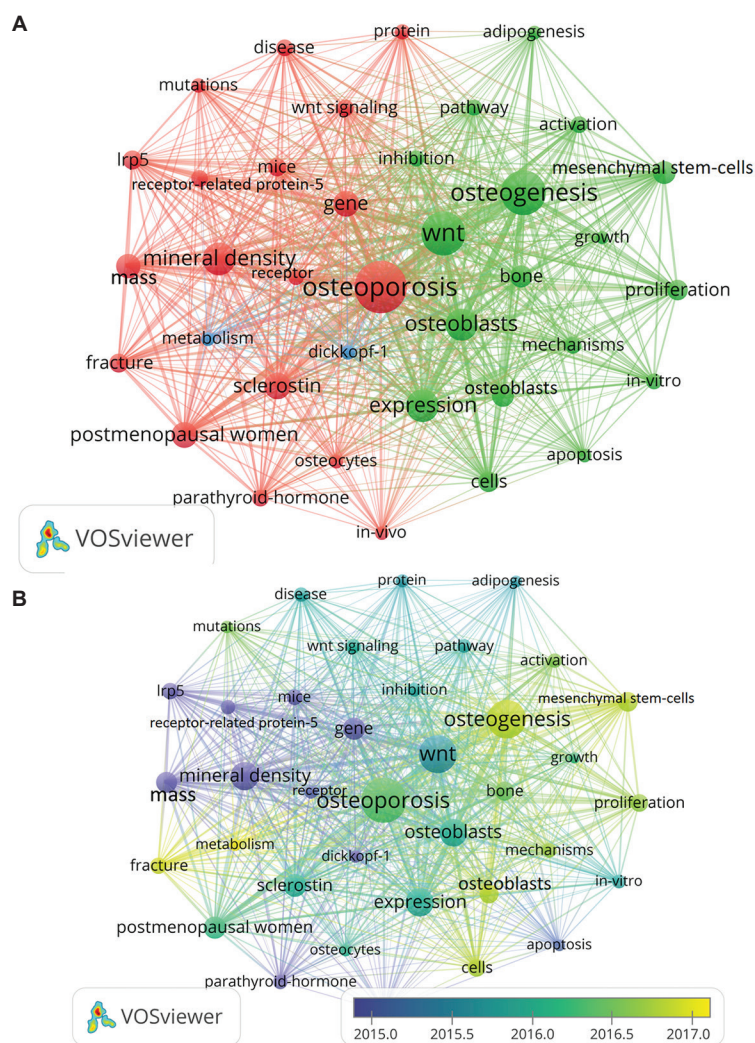 A
protein
adipogenesis
disease
mutations
wnt signaling
pathway
activation
lrp5
mice
inhibition
mesenchymal stem-cells
receptor-related protein-5
osteogenesis
gene
wnt
growth
mineral density
mass
receptor
bone
osteoporosis
proliferation
osteoblasts
metabolism
dickkopf-1
mechanisms
fracture
sclerostin
osteoblasts
in-vitro
expression
postmenopausal women
osteocytes
apoptosis
cells
parathyroid-hormone
in-vivo
VOSviewer
B
protein
adipogenesis
disease
mutations
wnt signaling
pathway
activation
lrp5
mice
inhibition
mesenchymal stem-cells
receptor-related protein-5
osteogenesis
gene
wnt
growth
mineral density
mass
receptor
bone
osteoporosis
proliferation
osteoblasts
metabolism
dickkopf-1
mechanisms
fracture
sclerostin
osteoblasts
in-vitro
expression
postmenopausal women
osteocytes
apoptosis
cells
parathyroid-hormone
VOSviewer
2015.0 2015.5 2016.0 2016.5 2017.0